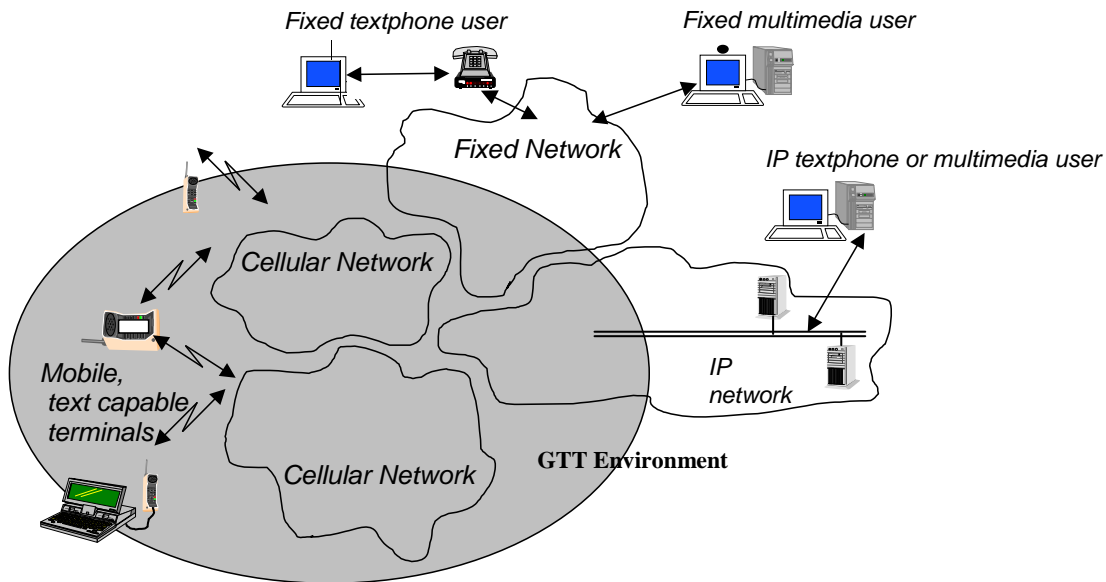 Fixed textphone user
Fixed multimedia user
Fixed Network
IP textphone or multimedia user
Cellular Network
Mobile,
text capable
terminals
IP
network
GTT Environment
Cellular Network